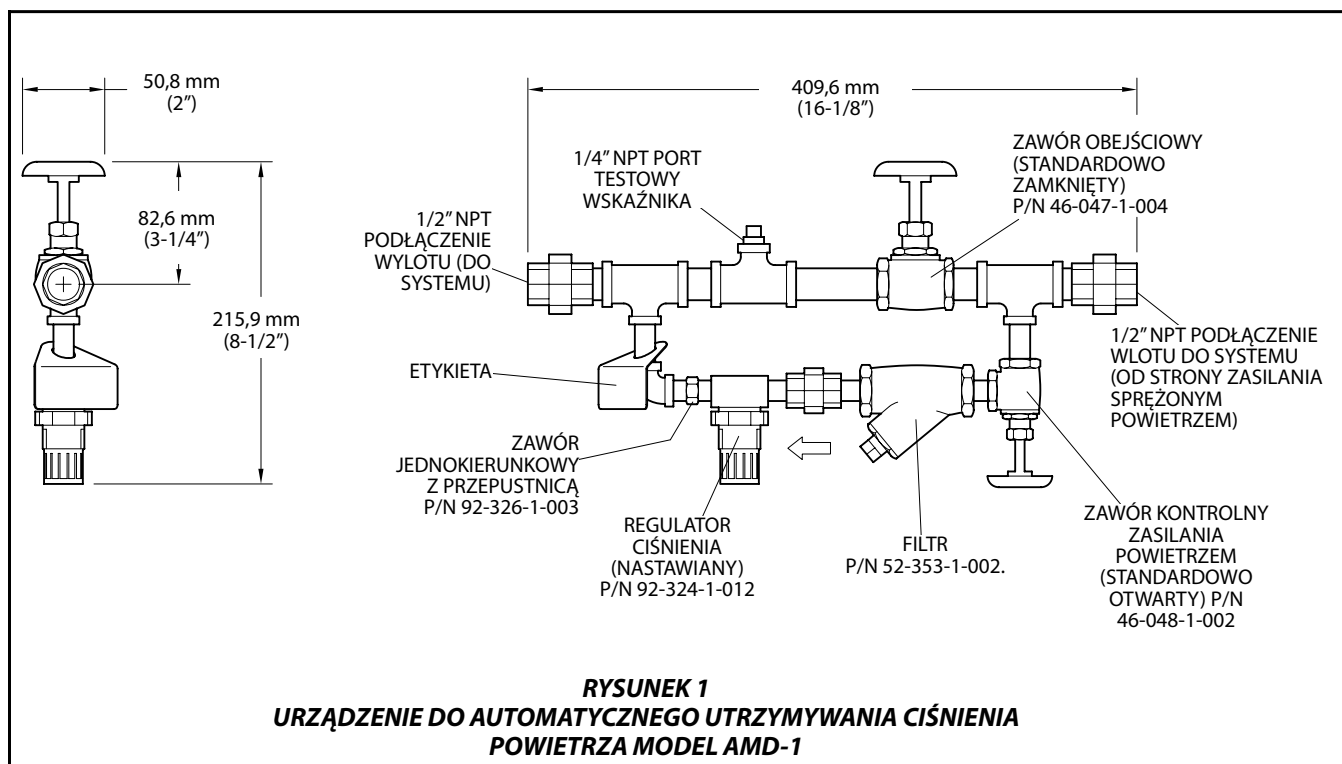 50,8 mm
(2”)
82,6 mm
(3-1/4”)
215,9 mm
(8-1/2”)
409,6 mm
(16-1/8”)
1/4” NPT PORT
TESTOWY
WSKAŹNIKA
ZAWÓR OBEJŚCIOWY
(STANDARDOWO
ZAMKNIĘTY)
P/N 46-047-1-004
1/2” NPT
PODŁĄCZENIE
WYLOTU (DO
SYSTEMU)
1/2” NPT PODŁĄCZENIE
WLOTU DO SYSTEMU
(OD STRONY ZASILANIA
SPRĘŻONYM
POWIETRZEM)
ETYKIETA
ZAWÓR
JEDNOKIERUNKOWY
Z PRZEPUSTNICĄ
P/N 92-326-1-003
REGULATOR
CIŚNIENIA
(NASTAWIANY)
P/N 92-324-1-012
FILTR
P/N 52-353-1-002.
ZAWÓR KONTROLNY
ZASILANIA
POWIETRZEM
(STANDARDOWO
OTWARTY) P/N
46-048-1-002
RYSUNEK 1
URZĄDZENIE DO AUTOMATYCZNEGO UTRZYMYWANIA CIŚNIENIA
POWIETRZA MODEL AMD-1